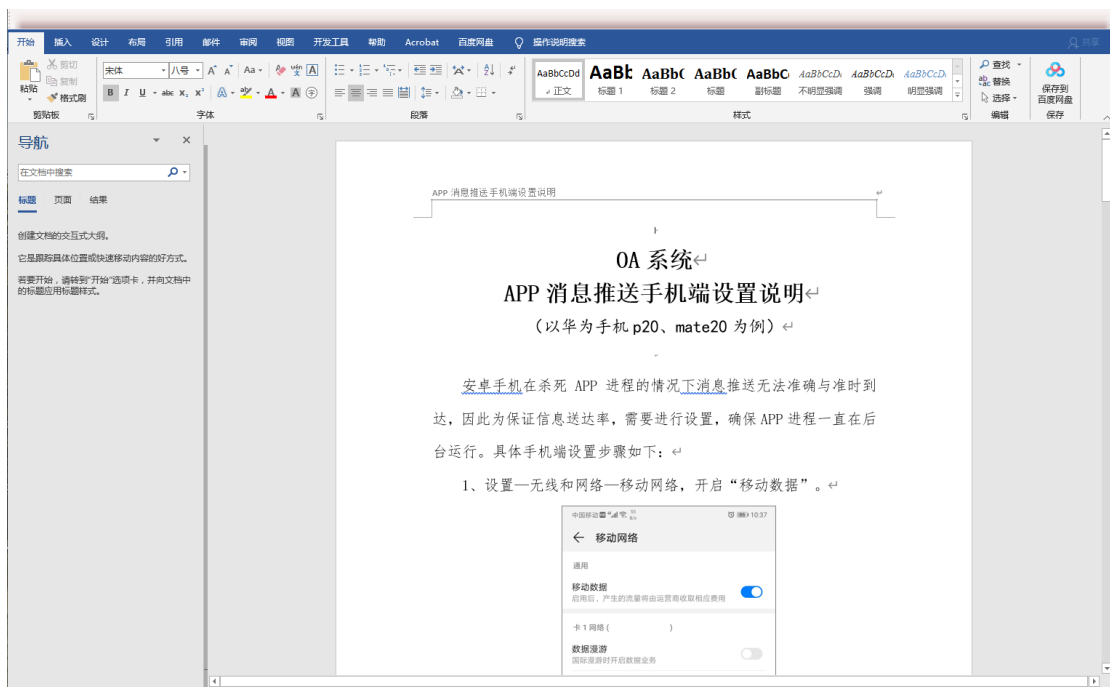 开始 插入 设计 布局 引用 邮件 审阅 视图 开发工具 帮助 Acrobat 百度网盘 操作说明搜索 共享
剪切
复制
粘贴 格式刷
剪贴板
宋体 八号 Aa
B I U abc X₂ X² A
字体
段落
AaBbCcDd AaBb AaBb( AaBb( AaBbC AaBbCcDi AaBbCcDi AaBbCcDi
正文 标题 1 标题 2 标题 副标题 不明显强调 强调 明显强调
样式
查找
替换
选择
编辑
保存到
百度网盘
保存
导航
在文档中搜索
标题 页面 结果
创建文档的交互式大纲。
它是跟踪具体位置或快速移动内容的好方式。
若要开始，请转到“开始”选项卡，并向文档中
的标题应用标题样式。
APP 消息推送手机端设置说明
OA 系统
APP 消息推送手机端设置说明
（以华为手机 p20、mate20 为例）
安卓手机在杀死 APP 进程的情况下消息推送无法准确与准时到
达，因此为保证信息送达率，需要进行设置，确保 APP 进程一直在后
台运行。具体手机端设置步骤如下：
1、设置—无线和网络—移动网络，开启“移动数据”。
中国移动 10:37
移动网络
通用
移动数据
启用后，产生的流量将由运营商收取相应费用
卡 1 网络 ( )
数据漫游
国际漫游时开启数据业务